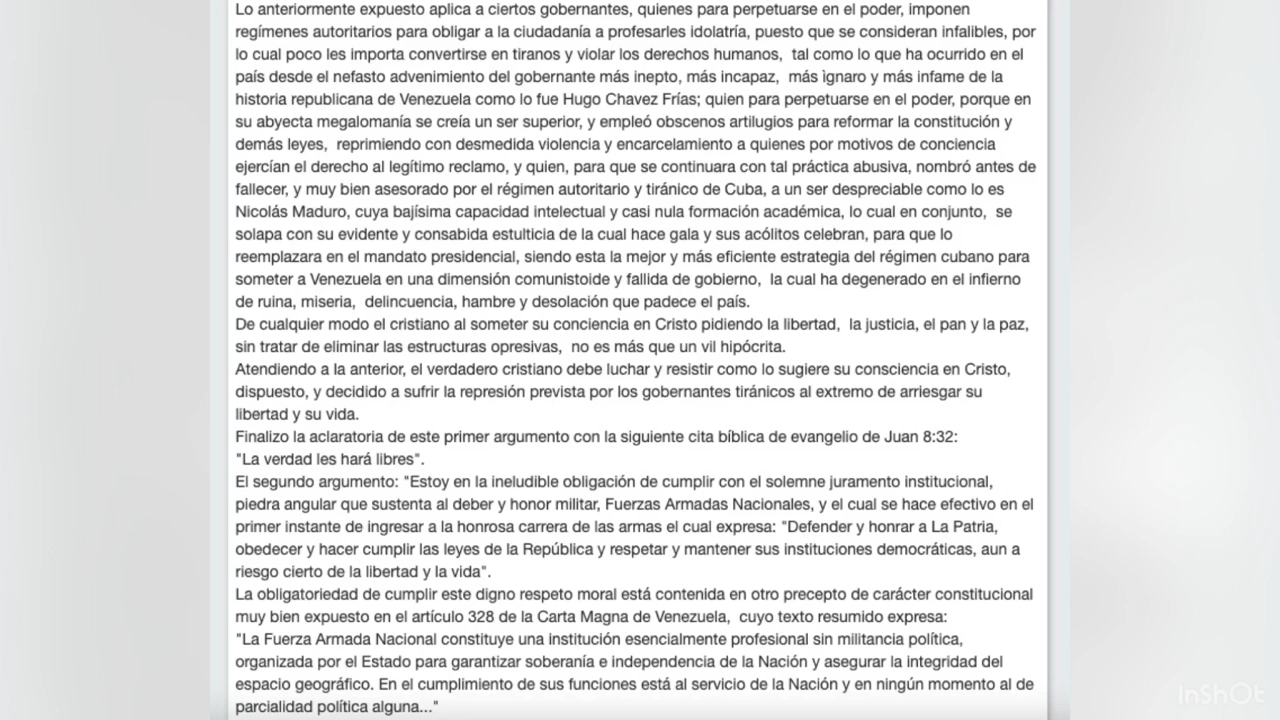 Lo anteriormente expuesto aplica a ciertos gobernantes, quienes para perpetuarse en el poder, imponen
regímenes autoritarios para obligar a la ciudadanía a profesarles idolatría, puesto que se consideran infalibles, por
lo cual poco les importa convertirse en tiranos y violar los derechos humanos,  tal como lo que ha ocurrido en el
país desde el nefasto advenimiento del gobernante más inepto, más incapaz,  más ìgnaro y más infame de la
historia republicana de Venezuela como lo fue Hugo Chavez Frías; quien para perpetuarse en el poder, porque en
su abyecta megalomanía se creía un ser superior, y empleó obscenos artilugios para reformar la constitución y
demás leyes,  reprimiendo con desmedida violencia y encarcelamiento a quienes por motivos de conciencia
ejercían el derecho al legítimo reclamo, y quien, para que se continuara con tal práctica abusiva, nombró antes de
fallecer, y muy bien asesorado por el régimen autoritario y tiránico de Cuba, a un ser despreciable como lo es
Nicolás Maduro, cuya bajísima capacidad intelectual y casi nula formación académica, lo cual en conjunto,  se
solapa con su evidente y consabida estulticia de la cual hace gala y sus acólitos celebran, para que lo
reemplazara en el mandato presidencial, siendo esta la mejor y más eficiente estrategia del régimen cubano para
someter a Venezuela en una dimensión comunistoide y fallida de gobierno,  la cual ha degenerado en el infierno
de ruina, miseria,  delincuencia, hambre y desolación que padece el país.
De cualquier modo el cristiano al someter su conciencia en Cristo pidiendo la libertad,  la justicia, el pan y la paz,
sin tratar de eliminar las estructuras opresivas,  no es más que un vil hipócrita.
Atendiendo a la anterior, el verdadero cristiano debe luchar y resistir como lo sugiere su consciencia en Cristo,
dispuesto, y decidido a sufrir la represión prevista por los gobernantes tiránicos al extremo de arriesgar su
libertad y su vida.
Finalizo la aclaratoria de este primer argumento con la siguiente cita bíblica de evangelio de Juan 8:32:
"La verdad les hará libres".
El segundo argumento: "Estoy en la ineludible obligación de cumplir con el solemne juramento institucional,
piedra angular que sustenta al deber y honor militar, Fuerzas Armadas Nacionales, y el cual se hace efectivo en el
primer instante de ingresar a la honrosa carrera de las armas el cual expresa: "Defender y honrar a La Patria,
obedecer y hacer cumplir las leyes de la República y respetar y mantener sus instituciones democráticas, aun a
riesgo cierto de la libertad y la vida".
La obligatoriedad de cumplir este digno respeto moral está contenida en otro precepto de carácter constitucional
muy bien expuesto en el artículo 328 de la Carta Magna de Venezuela,  cuyo texto resumido expresa:
"La Fuerza Armada Nacional constituye una institución esencialmente profesional sin militancia política,
organizada por el Estado para garantizar soberanía e independencia de la Nación y asegurar la integridad del
espacio geográfico. En el cumplimiento de sus funciones está al servicio de la Nación y en ningún momento al de
parcialidad política alguna..."
InShOt